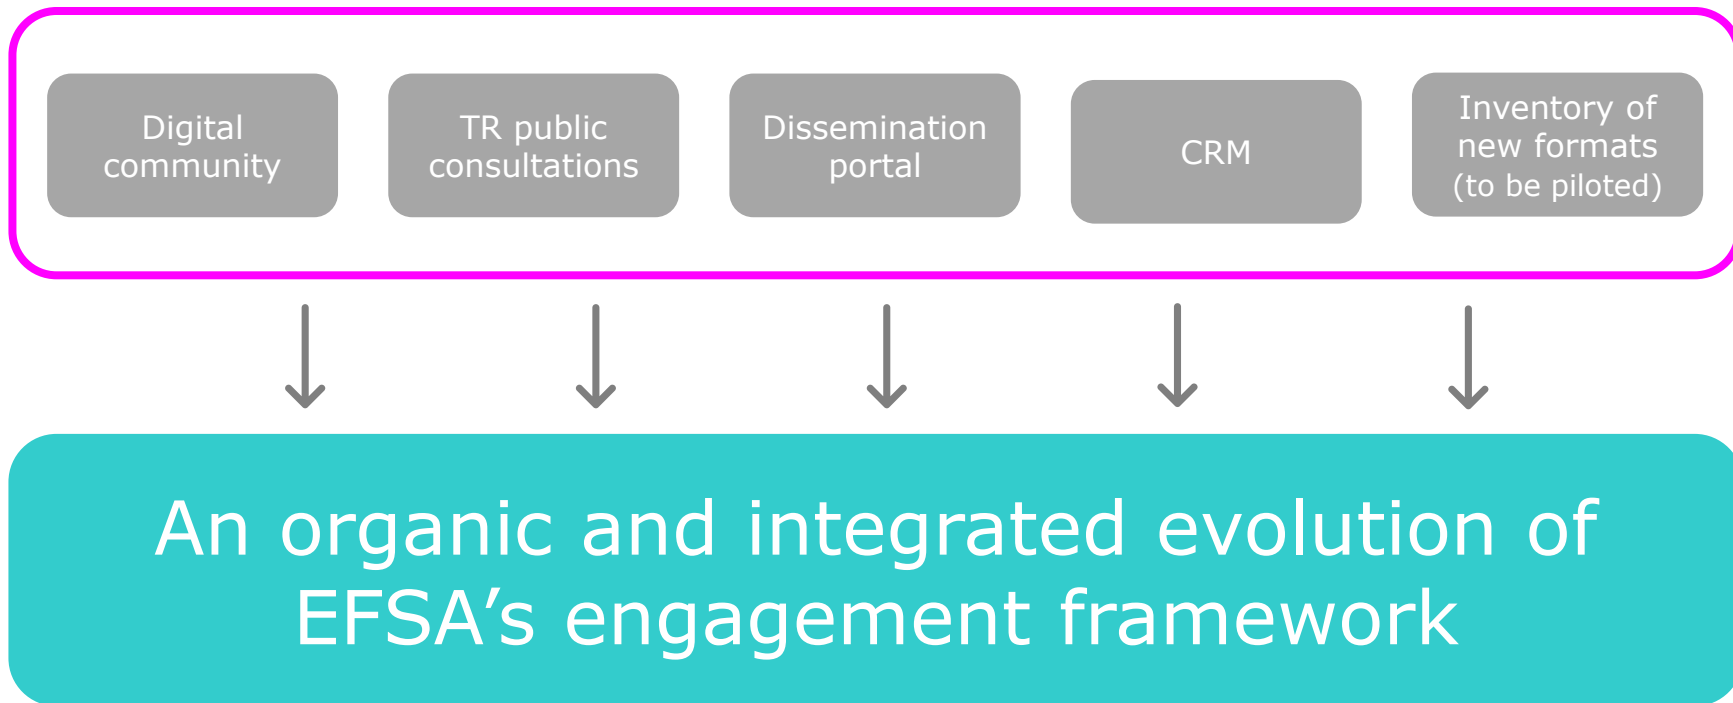 Digital
community
TR public
consultations
Dissemination
portal
CRM
Inventory of
new formats
(to be piloted)
An organic and integrated evolution of
EFSA’s engagement framework